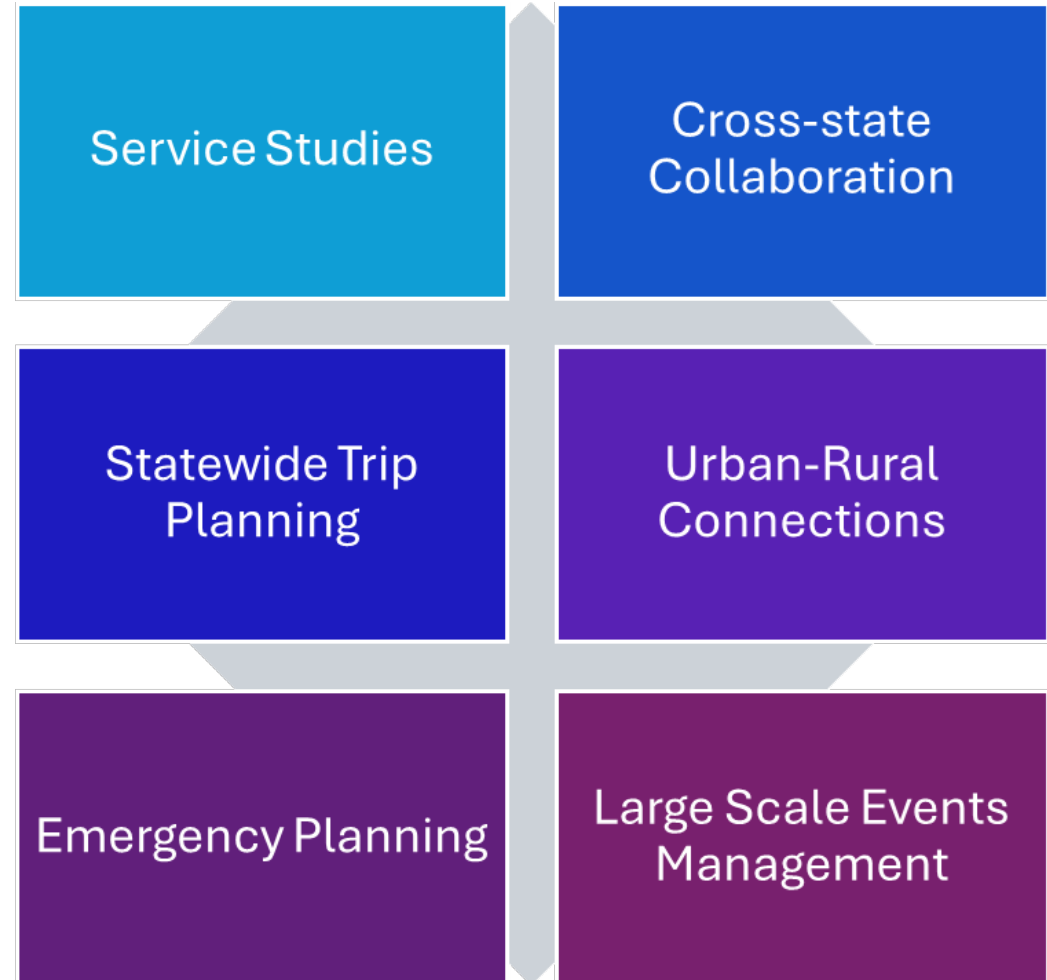 Service Studies
Cross-state
Collaboration
Statewide Trip
Planning
Urban-Rural
Connections
Emergency Planning
Large Scale Events
Management